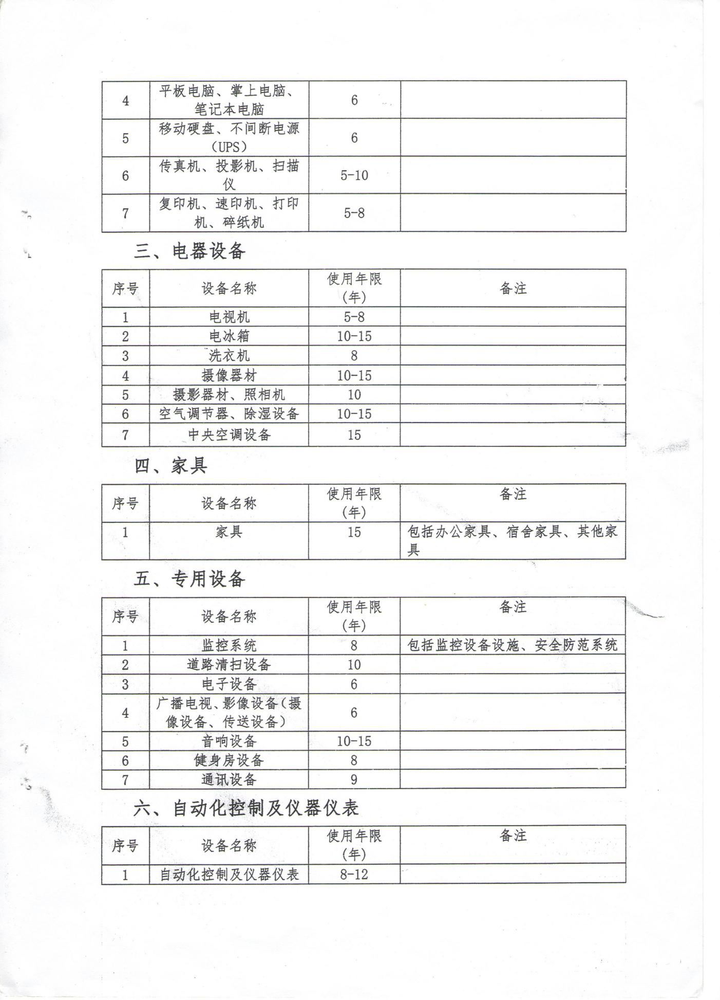 4 平板电脑、掌上电脑、 6
笔记本电脑
5 移动硬盘、不间断电源 6
（UPS）
6 传真机、投影机、扫描 5-10
仪
7 复印机、速印机、打印 5-8
机、碎纸机
三、电器设备
序号 设备名称 使用年限 备注
(年)
1 电视机 5-8
2 电冰箱 10-15
3 洗衣机 8
4 摄像器材 10-15
5 摄影器材、照相机 10
6 空气调节器、除湿设备 10-15
7 中央空调设备 15
四、家具
序号 设备名称 使用年限 备注
(年)
1 家具 15 包括办公家具、宿舍家具、其他家
具
五、专用设备
序号 设备名称 使用年限 备注
(年)
1 监控系统 8 包括监控设备设施、安全防范系统
2 道路清扫设备 10
3 电子设备 6
4 广播电视、影像设备（摄 6
像设备、传送设备）
5 音响设备 10-15
6 健身房设备 8
7 通讯设备 9
六、自动化控制及仪器仪表
序号 设备名称 使用年限 备注
(年)
1 自动化控制及仪器仪表 8-12